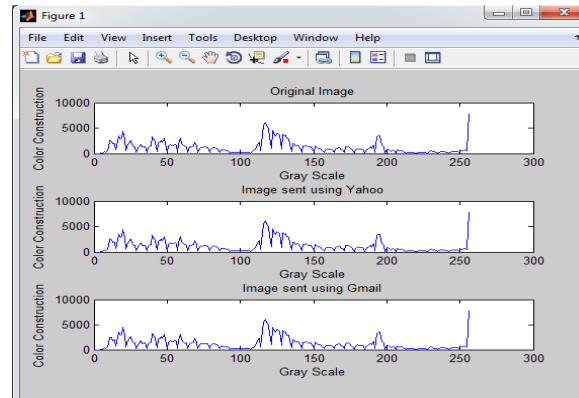 Figure 1
File Edit View Insert Tools Desktop Window Help
Original Image
10000
5000
0
Color Construction
0 50 100 150 200 250 300
Gray Scale
Image sent using Yahoo
10000
5000
0
Color Construction
0 50 100 150 200 250 300
Gray Scale
Image sent using Gmail
10000
5000
0
Color Construction
0 50 100 150 200 250 300
Gray Scale